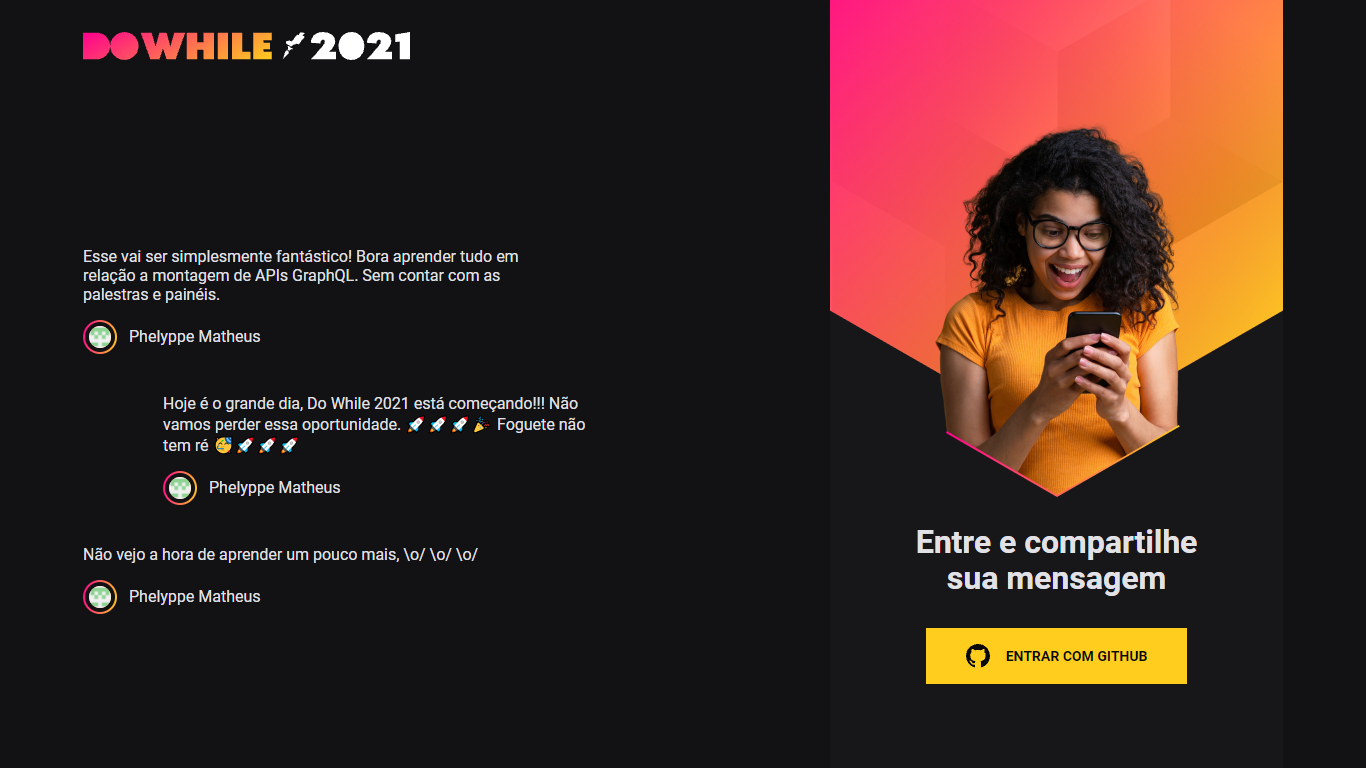 DOWHILE 2021
Esse vai ser simplesmente fantástico! Bora aprender tudo em
relação a montagem de APIs GraphQL. Sem contar com as
palestras e painéis.
Phelyppe Matheus
Hoje é o grande dia, Do While 2021 está começando!!! Não
vamos perder essa oportunidade. 🚀 🚀 🚀 🎉 Foguete não
tem ré 🥳 🚀 🚀 🚀
Phelyppe Matheus
Não vejo a hora de aprender um pouco mais, \o/ \o/ \o/
Phelyppe Matheus
Entre e compartilhe
sua mensagem
ENTRAR COM GITHUB